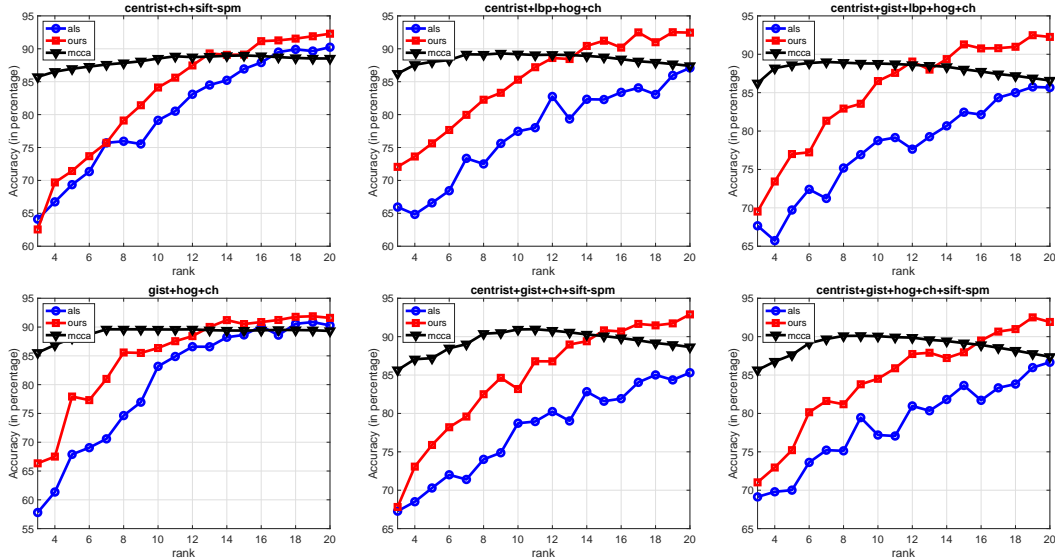 centrist+ch+sift-spm
Accuracy (in percentage)
95
90
85
80
75
70
65
60
als
ours
mcca
4 6 8 10 12 14 16 18 20
rank
centrist+lbp+hog+ch
Accuracy (in percentage)
95
90
85
80
75
70
65
60
als
ours
mcca
4 6 8 10 12 14 16 18 20
rank
centrist+gist+lbp+hog+ch
Accuracy (in percentage)
95
90
85
80
75
70
65
als
ours
mcca
4 6 8 10 12 14 16 18 20
rank
gist+hog+ch
Accuracy (in percentage)
95
90
85
80
75
70
65
60
55
als
ours
mcca
4 6 8 10 12 14 16 18 20
rank
centrist+gist+ch+sift-spm
Accuracy (in percentage)
95
90
85
80
75
70
65
als
ours
mcca
4 6 8 10 12 14 16 18 20
rank
centrist+gist+hog+ch+sift-spm
Accuracy (in percentage)
95
90
85
80
75
70
65
als
ours
mcca
4 6 8 10 12 14 16 18 20
rank